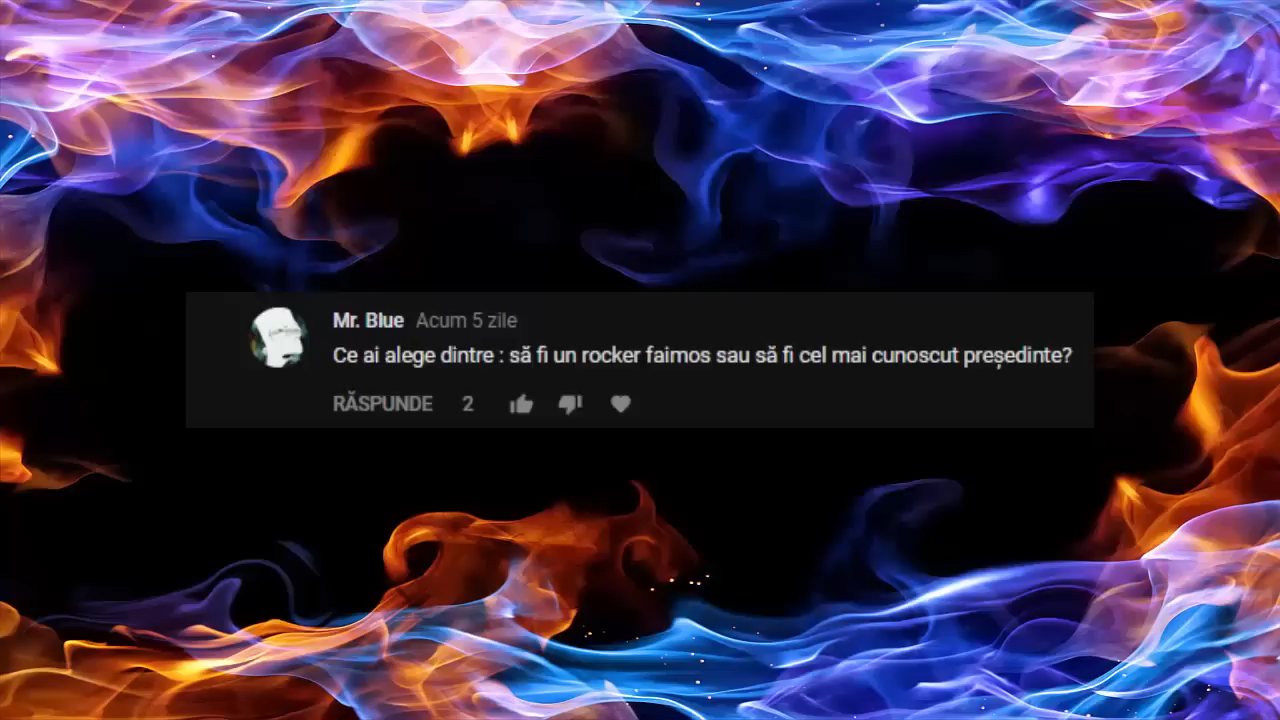 Mr. Blue Acum 5 zile
Ce ai alege dintre : să fi un rocker faimos sau să fi cel mai cunoscut președinte?
RĂSPUNDE 2